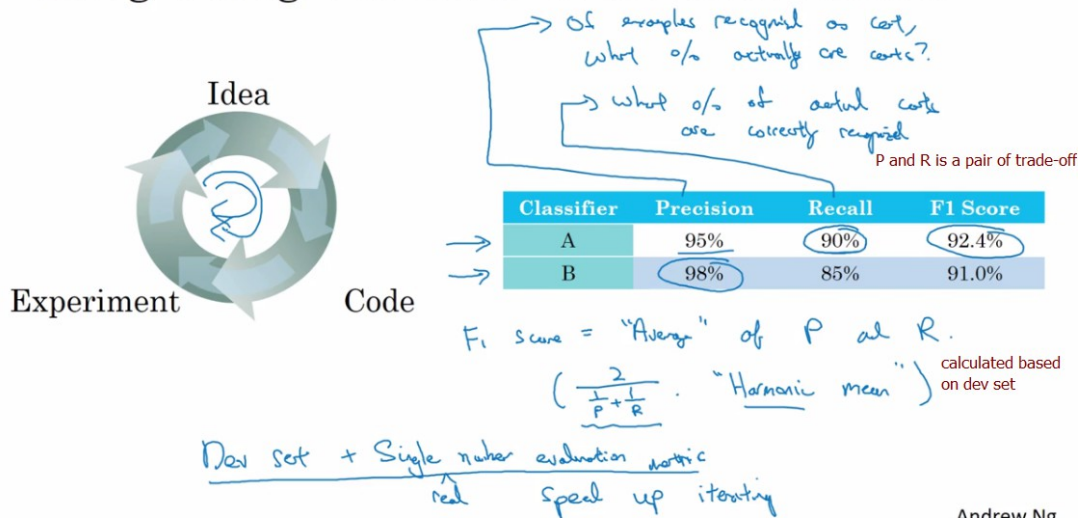 Of examples recognized as cat,
what % actually are cats?
Idea
what % of actual cats
are correctly recognized
P and R is a pair of trade-off
Classifier Precision Recall F1 Score
A 95% 90% 92.4%
B 98% 85% 91.0%
Experiment
Code
F1 score = "Average" of P and R.
( 2 / (1/P + 1/R) . "Harmonic mean" )
calculated based
on dev set
Dev set + Single number evaluation metric
real
speed up iterating
Andrew Ng